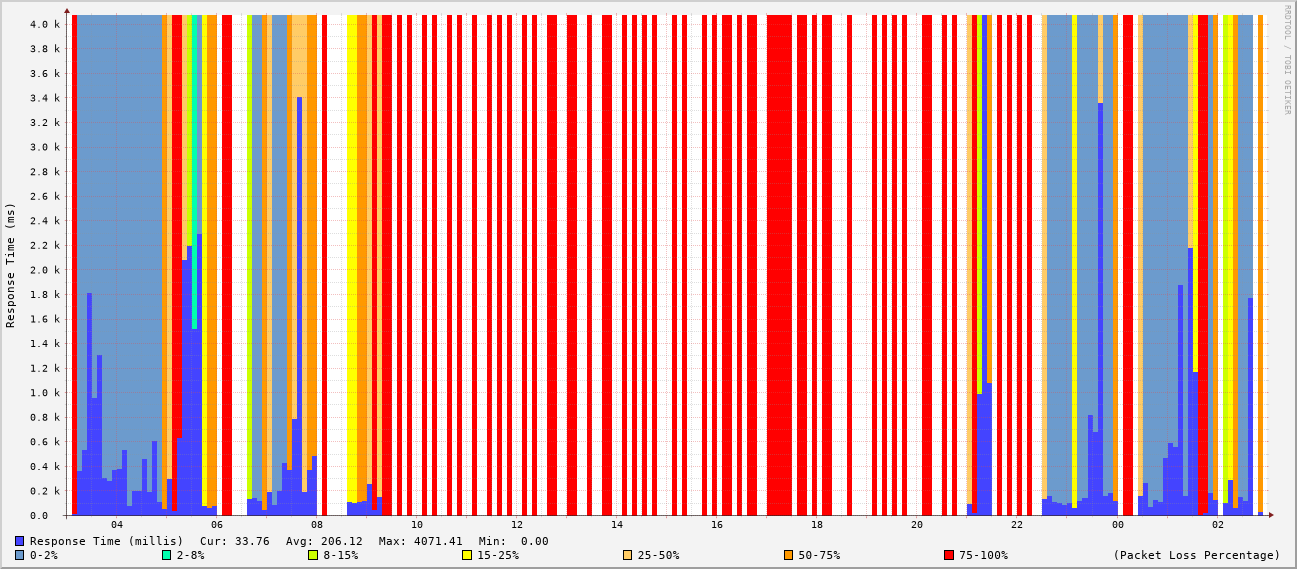 4.0 k
3.8 k
3.6 k
3.4 k
3.2 k
3.0 k
2.8 k
2.6 k
2.4 k
2.2 k
2.0 k
1.8 k
1.6 k
1.4 k
1.2 k
1.0 k
0.8 k
0.6 k
0.4 k
0.2 k
0.0
Response Time (ms)
RRDTOOL / TOBI OETIKER
04 06 08 10 12 14 16 18 20 22 00 02
Response Time (millis) Cur: 33.76 Avg: 206.12 Max: 4071.41 Min: 0.00
0-2% 2-8% 8-15% 15-25% 25-50% 50-75% 75-100% (Packet Loss Percentage)